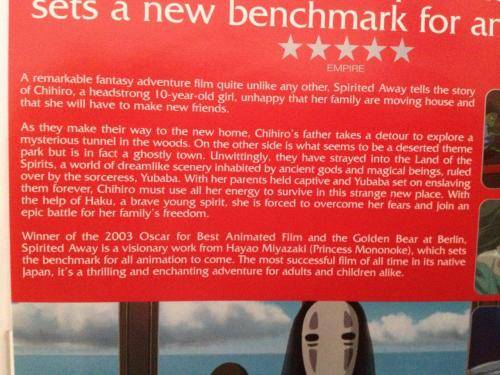 sets a new benchmark for an
EMPIRE
A remarkable fantasy adventure film quite unlike any other, Spirited Away tells the story
of Chihiro, a headstrong 10-year-old girl, unhappy that her family are moving house and
that she will have to make new friends.
As they make their way to the new home, Chihiro's father takes a detour to explore a
mysterious tunnel in the woods. On the other side is what seems to be a deserted theme
park but is in fact a ghostly town. Unwittingly, they have strayed into the Land of the
Spirits, a world of dreamlike scenery inhabited by ancient gods and magical beings, ruled
over by the sorceress, Yubaba. With her parents held captive and Yubaba set on enslaving
them forever, Chihiro must use all her energy to survive in this strange new place. With
the help of Haku, a brave young spirit, she is forced to overcome her fears and join an
epic battle for her family's freedom.
Winner of the 2003 Oscar for Best Animated Film and the Golden Bear at Berlin,
Spirited Away is a visionary work from Hayao Miyazaki (Princess Mononoke), which sets
the benchmark for all animation to come. The most successful film of all time in its native
Japan, it's a thrilling and enchanting adventure for adults and children alike.